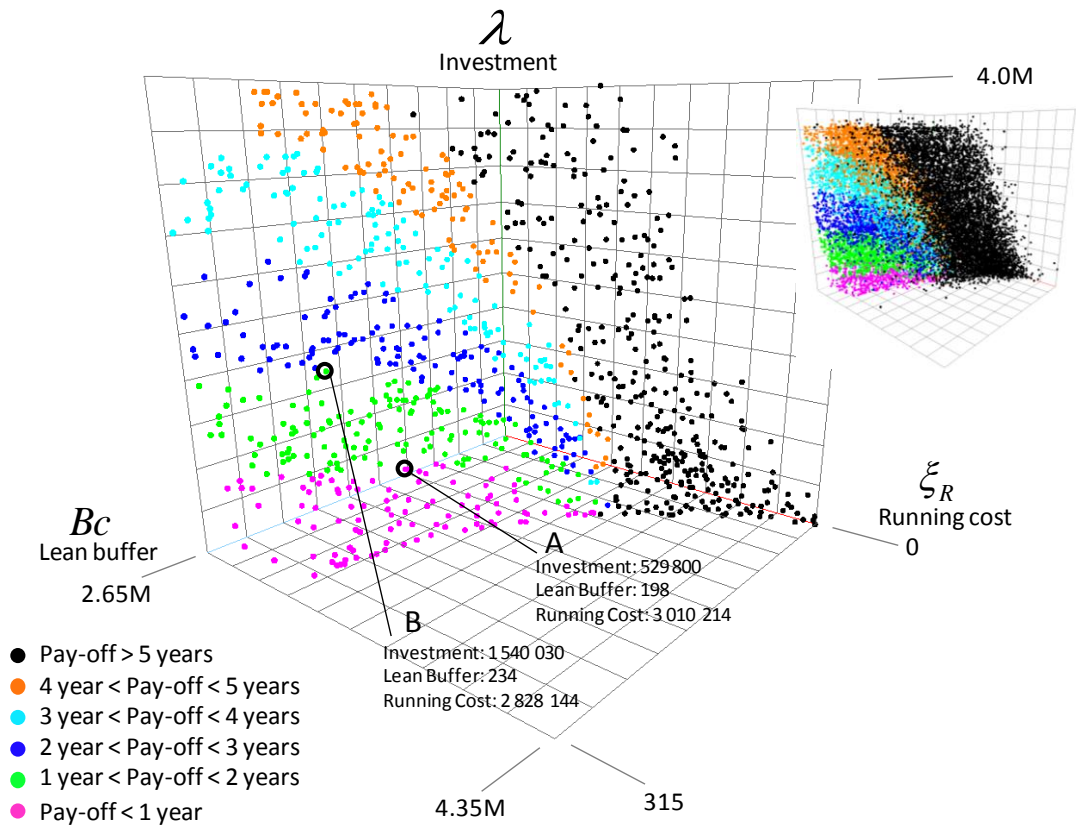 λ
Investment
4.0M
ξR
Running cost
0
Bc
Lean buffer
2.65M
A
Investment: 529 800
Lean Buffer: 198
Running Cost: 3 010 214
B
Investment: 1 540 030
Lean Buffer: 234
Running Cost: 2 828 144
Pay-off > 5 years
4 year < Pay-off < 5 years
3 year < Pay-off < 4 years
2 year < Pay-off < 3 years
1 year < Pay-off < 2 years
Pay-off < 1 year
4.35M
315